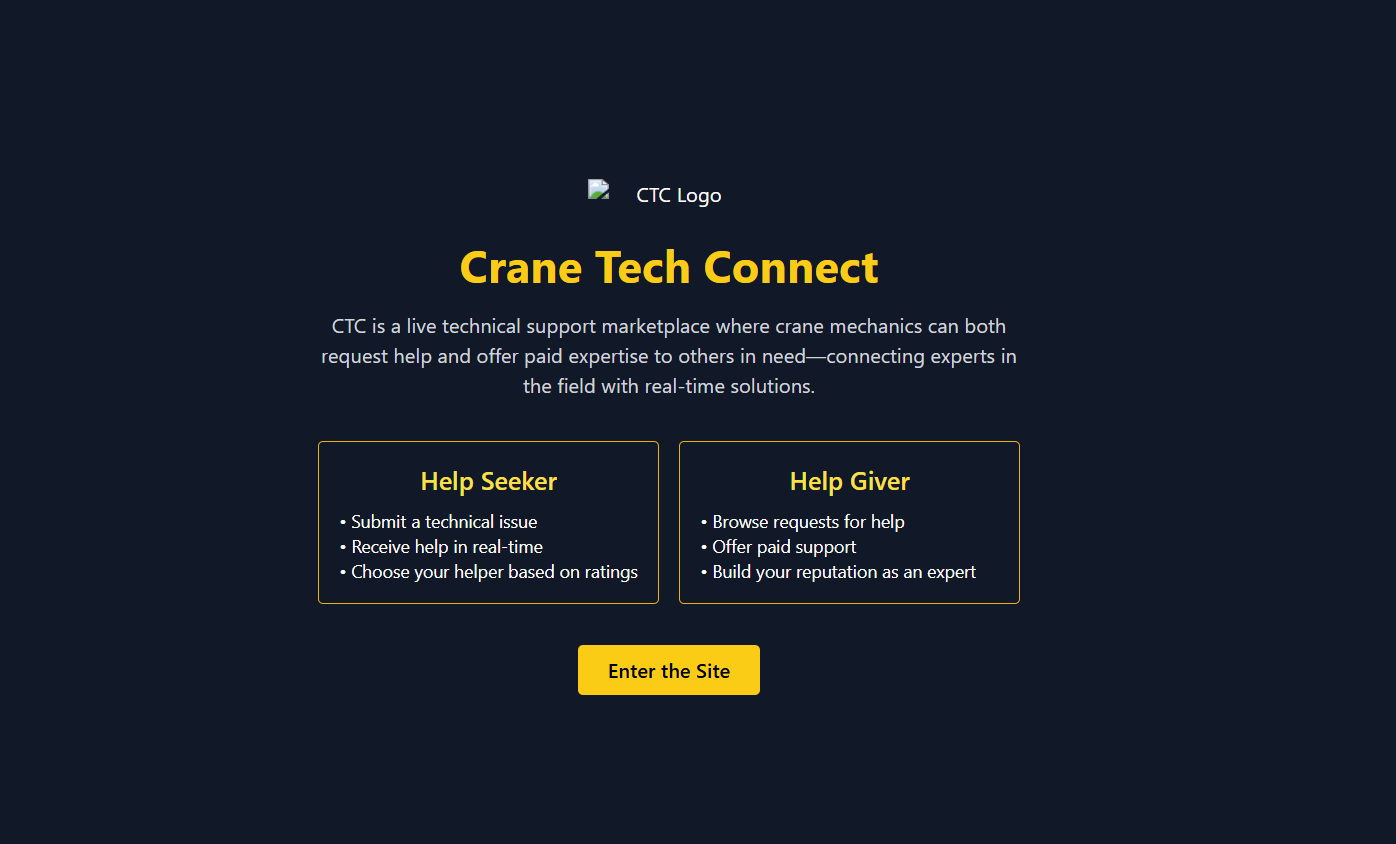 CTC Logo
Crane Tech Connect
CTC is a live technical support marketplace where crane mechanics can both
request help and offer paid expertise to others in need—connecting experts in
the field with real-time solutions.
Help Seeker
• Submit a technical issue
• Receive help in real-time
• Choose your helper based on ratings
Help Giver
• Browse requests for help
• Offer paid support
• Build your reputation as an expert
Enter the Site